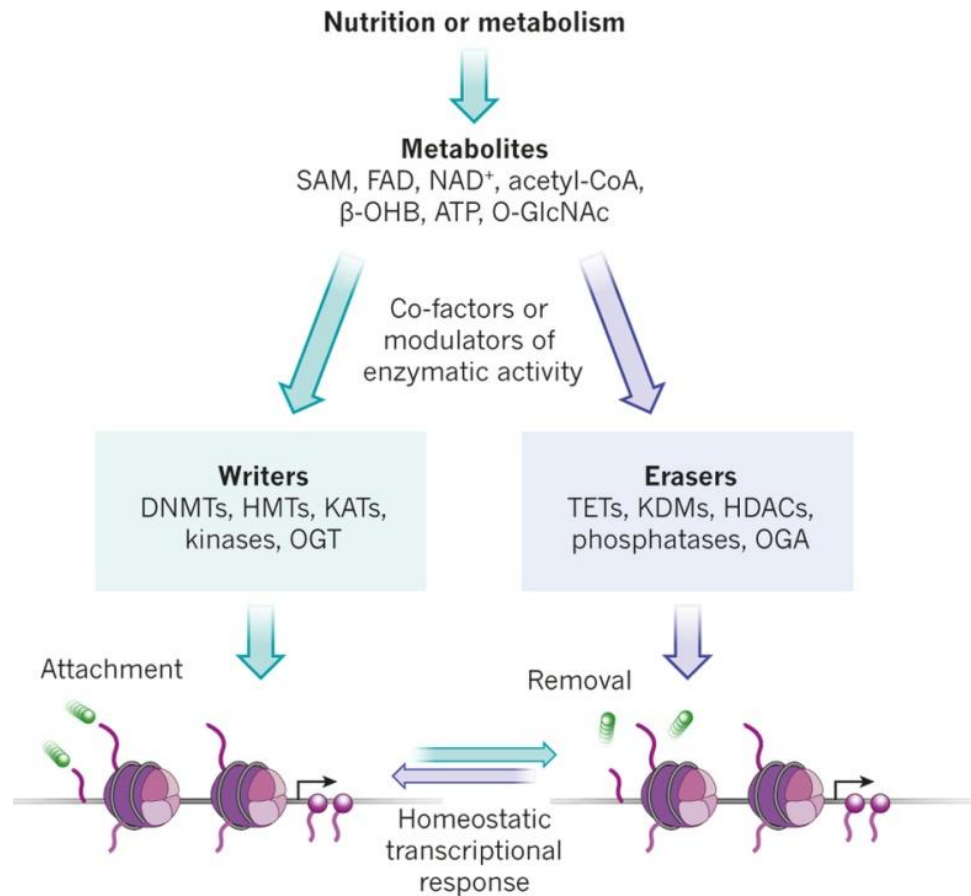 Nutrition or metabolism
Metabolites
SAM, FAD, NAD⁺, acetyl-CoA,
β-OHB, ATP, O-GlcNAc
Co-factors or
modulators of
enzymatic activity
Writers
DNMTs, HMTs, KATs,
kinases, OGT
Erasers
TETs, KDMs, HDACs,
phosphatases, OGA
Attachment
Removal
Homeostatic
transcriptional
response